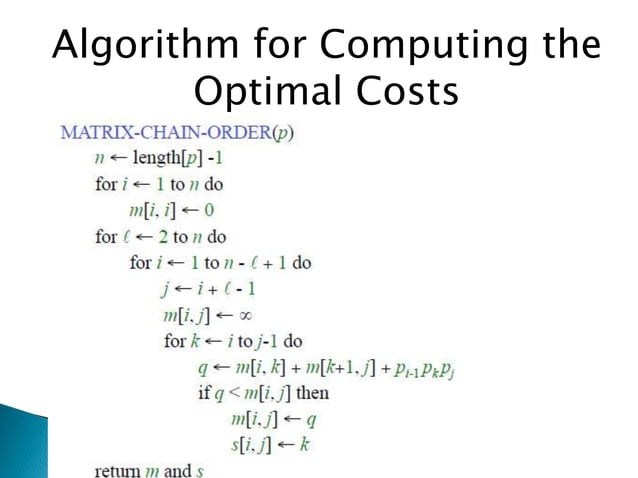 Algorithm for Computing the
Optimal Costs
MATRIX-CHAIN-ORDER(p)
n ← length[p] -1
for i ← 1 to n do
m[i, i] ← 0
for ℓ ← 2 to n do
for i ← 1 to n - ℓ + 1 do
j ← i + ℓ - 1
m[i, j] ← ∞
for k ← i to j-1 do
q ← m[i, k] + m[k+1, j] + pᵢ₋₁pₖpⱼ
if q < m[i, j] then
m[i, j] ← q
s[i, j] ← k
return m and s